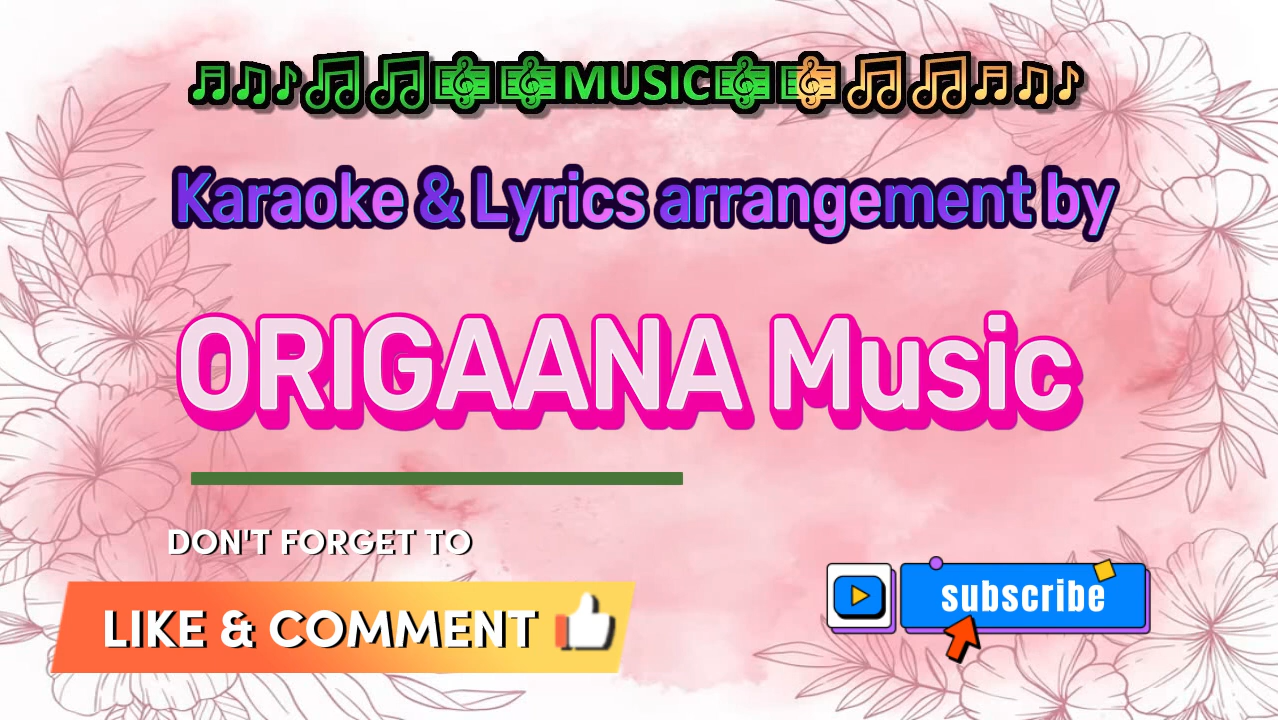 ♬♫♪🎵🎵🎼🎼MUSIC🎼🎼🎵🎵♬♫♪
Karaoke & Lyrics arrangement by
ORIGAANA Music
DON'T FORGET TO
LIKE & COMMENT
subscribe